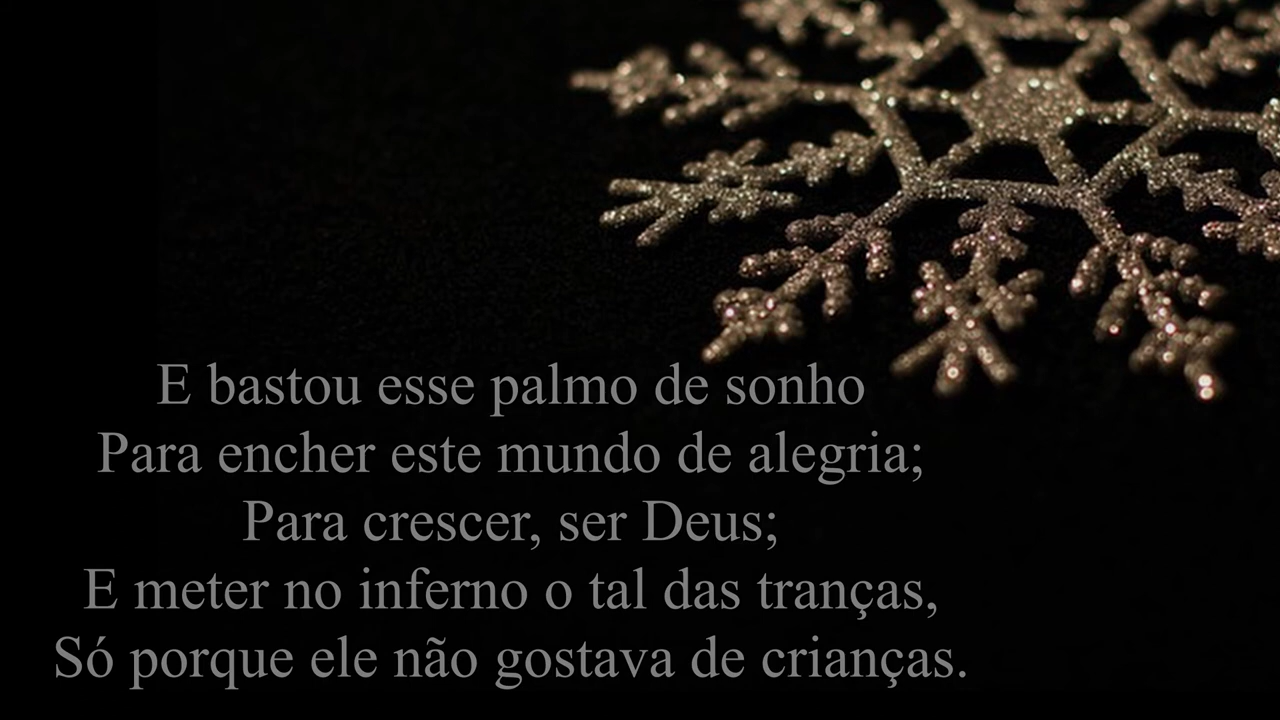 E bastou esse palmo de sonho
Para encher este mundo de alegria;
Para crescer, ser Deus;
E meter no inferno o tal das tranças,
Só porque ele não gostava de crianças.